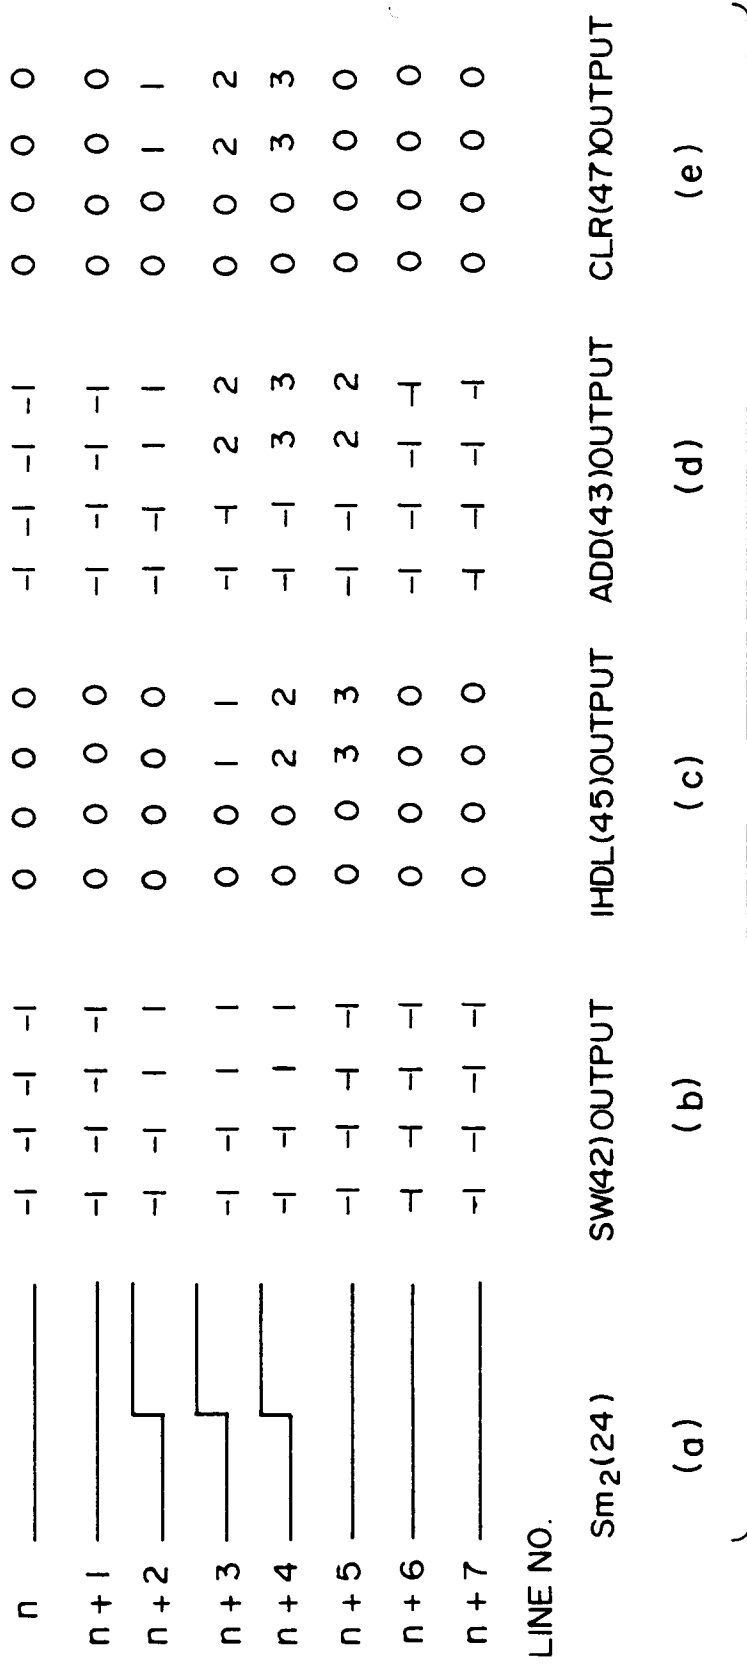 n -1 -1 -1 -1 0 0 0 0 -1 -1 -1 -1 0 0 0 0
n + 1 -1 -1 -1 -1 0 0 0 0 -1 -1 -1 -1 0 0 0 0
n + 2 -1 -1 1 1 0 0 0 0 -1 -1 1 1 0 0 1 1
n + 3 -1 -1 1 1 0 0 1 1 -1 -1 2 2 0 0 2 2
n + 4 -1 -1 1 1 0 0 2 2 -1 -1 3 3 0 0 3 3
n + 5 -1 -1 -1 -1 0 0 3 3 -1 -1 2 2 0 0 0 0
n + 6 -1 -1 -1 -1 0 0 0 0 -1 -1 -1 -1 0 0 0 0
n + 7 -1 -1 -1 -1 0 0 0 0 -1 -1 -1 -1 0 0 0 0
LINE NO.
Sm2(24) SW(42)OUTPUT IHDL(45)OUTPUT ADD(43)OUTPUT CLR(47)OUTPUT
(a) (b) (c) (d) (e)